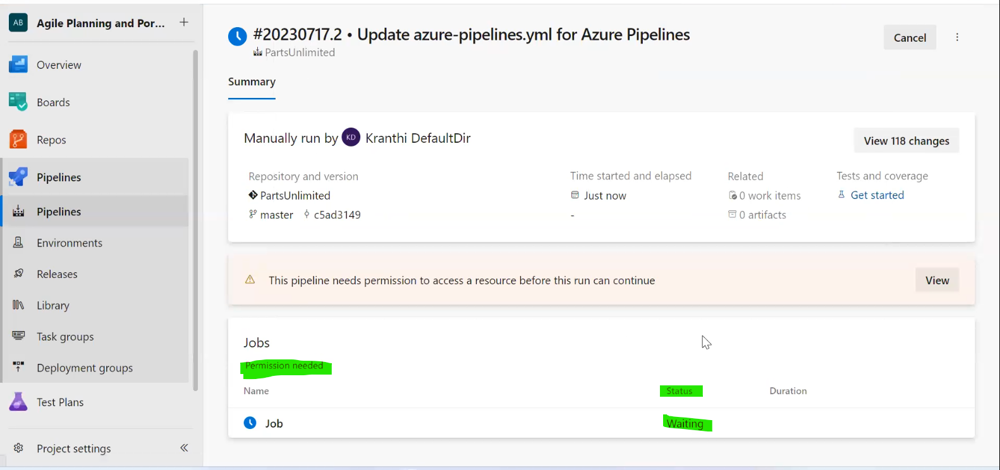 AB Agile Planning and Por... +
Overview
Boards
Repos
Pipelines
Pipelines
Environments
Releases
Library
Task groups
Deployment groups
Test Plans
Project settings
#20230717.2 • Update azure-pipelines.yml for Azure Pipelines
PartsUnlimited
Cancel
Summary
Manually run by KD Kranthi DefaultDir
View 118 changes
Repository and version
PartsUnlimited
master c5ad3149
Time started and elapsed
Just now
-
Related
0 work items
0 artifacts
Tests and coverage
Get started
This pipeline needs permission to access a resource before this run can continue
View
Jobs
Permission needed
Name Status Duration
Job Waiting